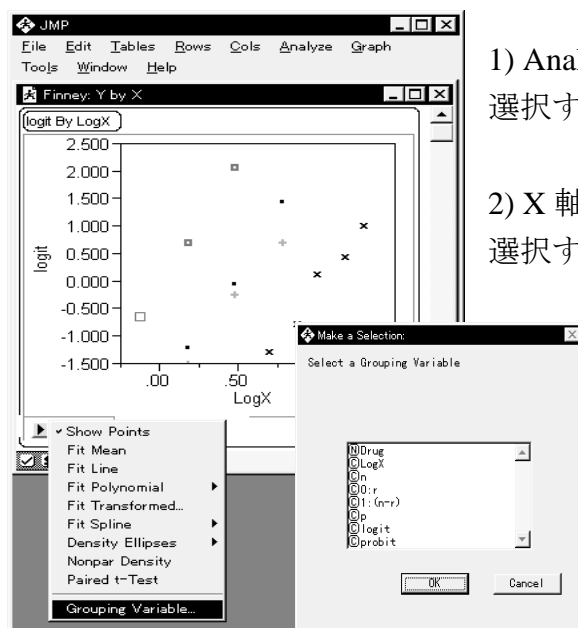 JMP
File Edit Tables Rows Cols Analyze Graph
Tools Window Help
Finney: Y by X
logit By LogX
2.500
2.000
1.500
1.000
0.500
0.000
-0.500
-1.000
-1.500
logit
.00 .50
LogX
Show Points
Fit Mean
Fit Line
Fit Polynomial
Fit Transformed...
Fit Spline
Density Ellipses
Nonpar Density
Paired t-Test
Grouping Variable...
Make a Selection:
Select a Grouping Variable
N Drug
C LogX
C n
C 0:r
C 1:(n-r)
C p
C logit
C probit
OK Cancel
1) Anal
選択す
2) X 軸
選択す